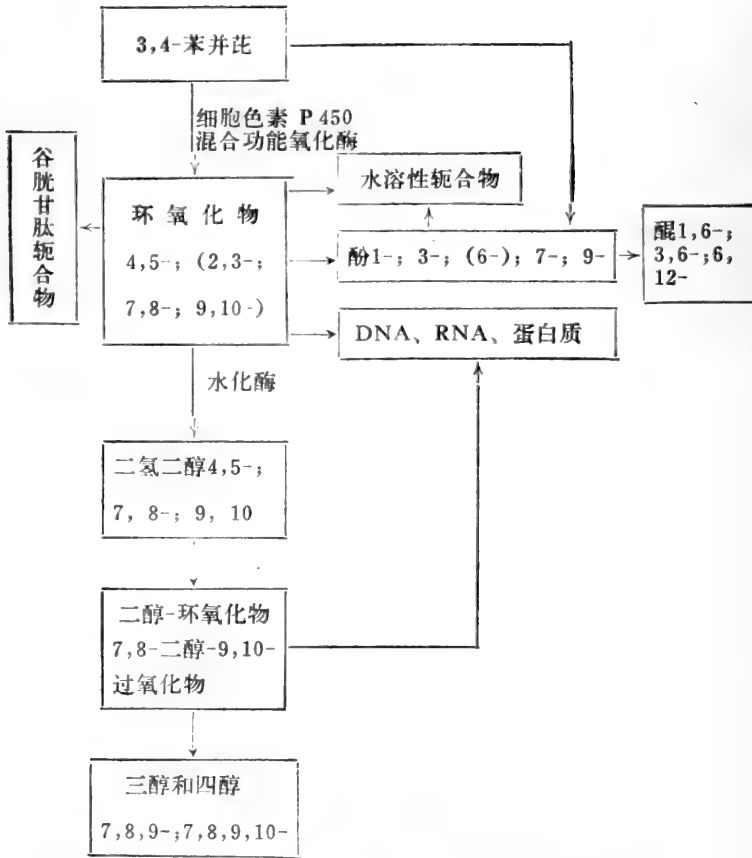 3,4-苯并芘
细胞色素 P 450
混合功能氧化酶
谷胱甘肽轭合物
环氧化物
4,5-; (2,3-;
7,8-; 9,10-)
水溶性轭合物
酚1-; 3-; (6-); 7-; 9-
醌1,6-;
3,6-;6,
12-
DNA、RNA、蛋白质
水化酶
二氢二醇4,5-;
7, 8-; 9, 10
二醇-环氧化物
7,8-二醇-9,10-
过氧化物
三醇和四醇
7,8,9-;7,8,9,10-